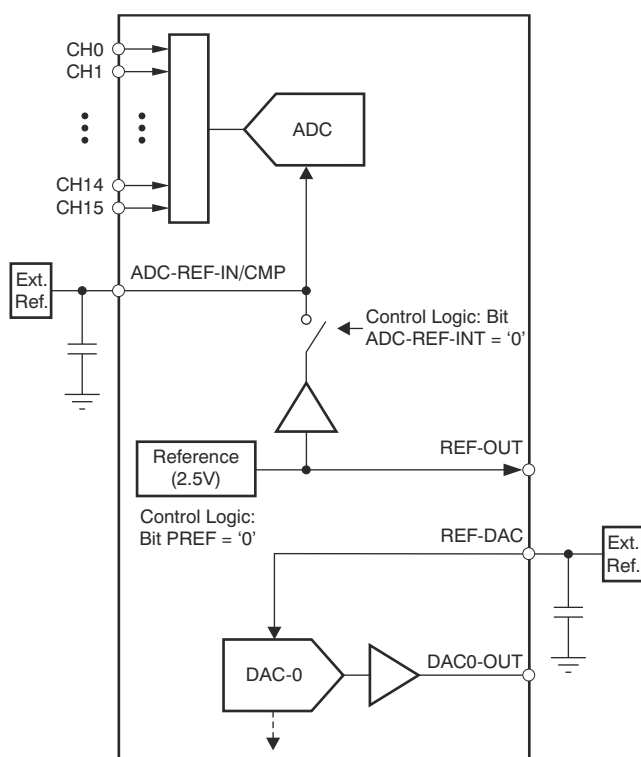 CH0
CH1
ADC
CH14
CH15
ADC-REF-IN/CMP
Ext.
Ref.
Control Logic: Bit
ADC-REF-INT = ‘0’
Reference
(2.5V)
REF-OUT
Control Logic:
Bit PREF = ‘0’
REF-DAC
Ext.
Ref.
DAC-0
DAC0-OUT